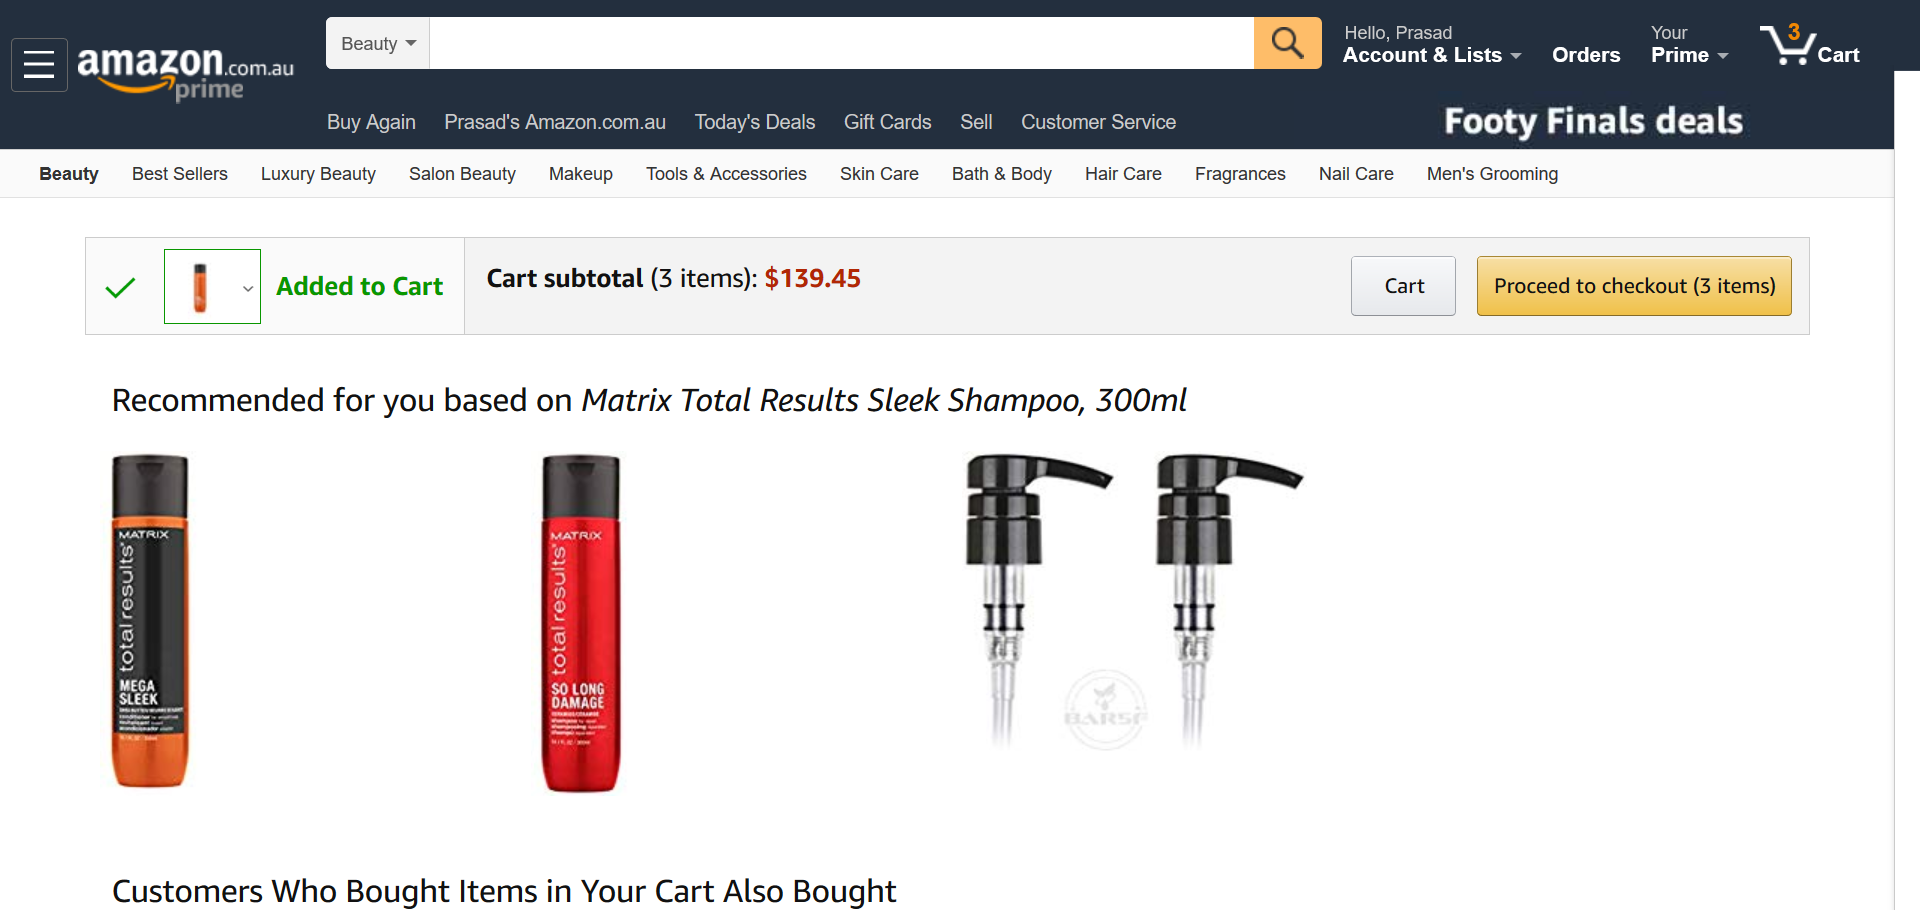 Beauty
Hello, Prasad
Account & Lists
Orders
Your
Prime
3
Cart
amazon.com.au
prime
Buy Again
Prasad's Amazon.com.au
Today's Deals
Gift Cards
Sell
Customer Service
Footy Finals deals
Beauty
Best Sellers
Luxury Beauty
Salon Beauty
Makeup
Tools & Accessories
Skin Care
Bath & Body
Hair Care
Fragrances
Nail Care
Men's Grooming
Added to Cart
Cart subtotal (3 items): $139.45
Cart
Proceed to checkout (3 items)
Recommended for you based on Matrix Total Results Sleek Shampoo, 300ml
MATRIX
total results
MEGA
SLEEK
MATRIX
total results
SO LONG
DAMAGE
BARSE
Customers Who Bought Items in Your Cart Also Bought